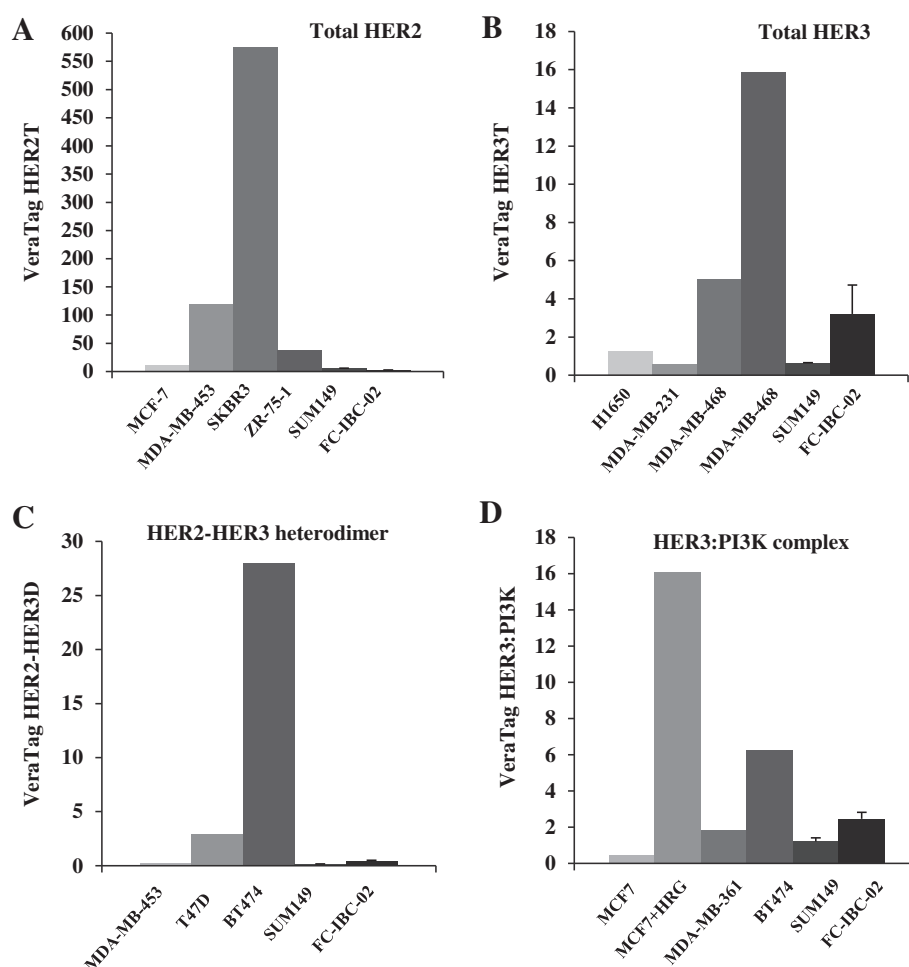 A
Total HER2
VeraTag HER2T
600
550
500
450
400
350
300
250
200
150
100
50
0
MCF-7
MDA-MB-453
SKBR3
ZR-75-1
SUM149
FC-IBC-02
B
Total HER3
VeraTag HER3T
18
16
14
12
10
8
6
4
2
0
H1650
MDA-MB-231
MDA-MB-468
MDA-MB-468
SUM149
FC-IBC-02
C
HER2-HER3 heterodimer
VeraTag HER2-HER3D
30
25
20
15
10
5
0
MDA-MB-453
T47D
BT474
SUM149
FC-IBC-02
D
HER3:PI3K complex
VeraTag HER3:PI3K
18
16
14
12
10
8
6
4
2
0
MCF7
MCF7+HRG
MDA-MB-361
BT474
SUM149
FC-IBC-02